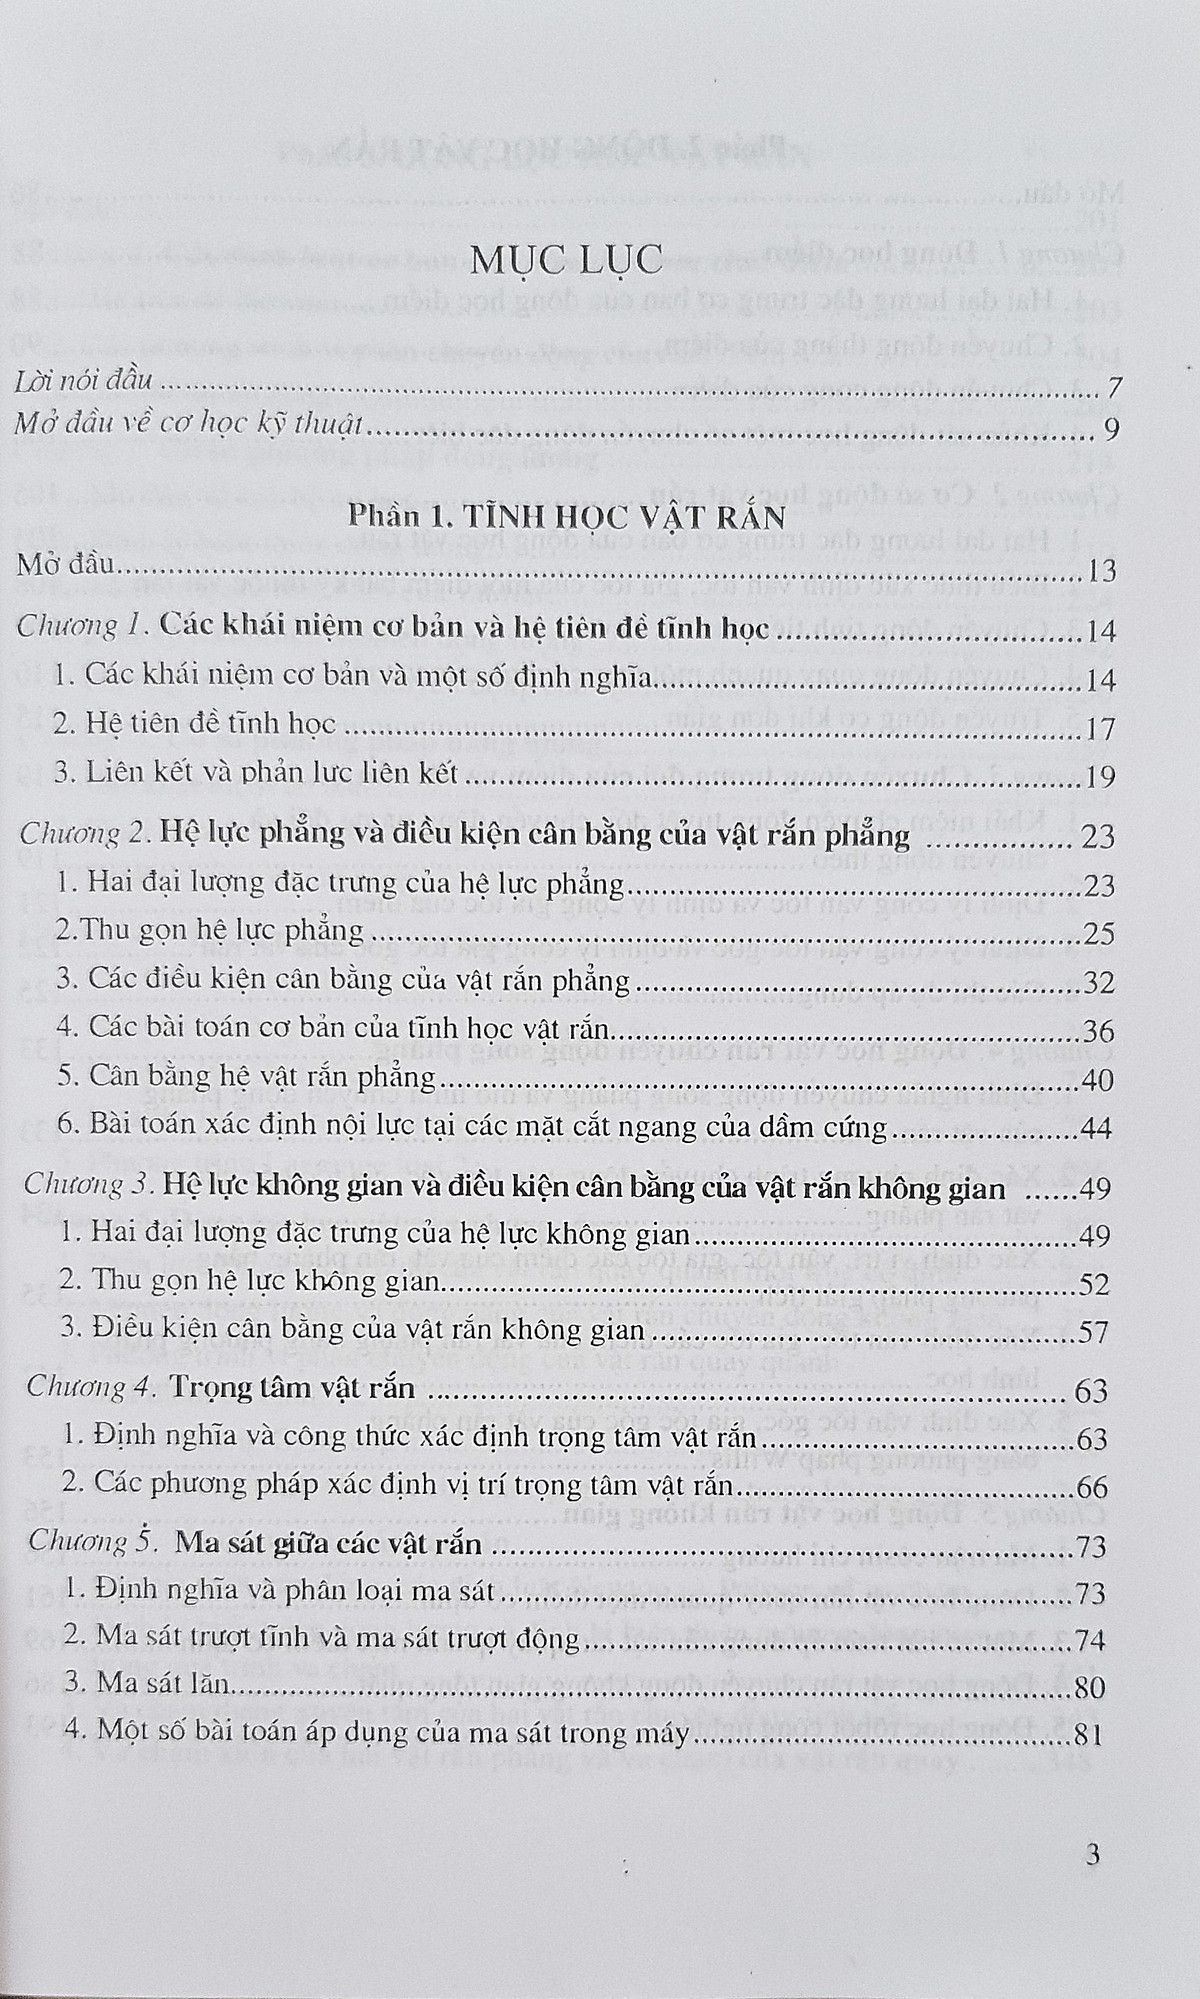 MỤC LỤC
Lời nói đầu ........................................ 7
Mở đầu về cơ học kỹ thuật........................................ 9
Phần 1. TĨNH HỌC VẬT RẮN
Mở đầu........................................13
Chương 1. Các khái niệm cơ bản và hệ tiên đề tĩnh học ........................................14
1. Các khái niệm cơ bản và một số định nghĩa........................................14
2. Hệ tiên đề tĩnh học ........................................17
3. Liên kết và phản lưc liên kết ........................................19
Chương 2. Hệ lực phẳng và điều kiện cân bằng của vật rắn phẳng ................ 23
1. Hai đại lượng đặc trưng của hệ lực phẳng........................................23
2.Thu gọn hệ lực phẳng ........................................25
3. Các điều kiện cân bằng của vật rắn phẳng ........................................32
4. Các bài toán cơ bản của tĩnh học vật rắn........................................36
5. Cân bằng hệ vật rắn phẳng........................................40
6. Bài toán xác định nội lực tại các mặt cắt ngang của dầm cứng......................44
Chương 3. Hệ lực không gian và điều kiện cân bằng của vật rắn không gian ......49
1. Hai đại lượng đặc trưng của hệ lực không gian........................................49
2. Thu gọn hệ lực không gian........................................52
3. Điều kiện cân bằng của vật rắn không gian ........................................57
Chương 4. Trọng tâm vật rắn ........................................ 63
1. Định nghĩa và công thức xác định trọng tâm vật rắn........................................63
2. Các phương pháp xác định vị trí trọng tâm vật rắn........................................66
Chương 5. Ma sát giữa các vật rắn ........................................73
1. Định nghĩa và phân loại ma sát ........................................73
2. Ma sát trượt tĩnh và ma sát trượt động........................................74
3. Ma sát lăn........................................80
4. Một số bài toán áp dụng của ma sát trong máy........................................81
3